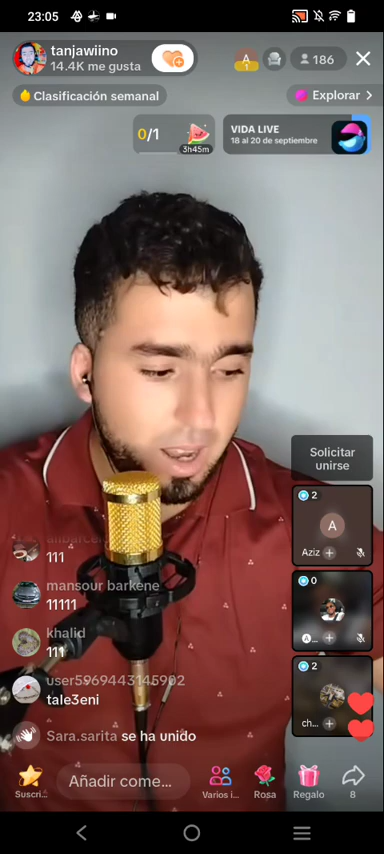 23:05
tanjawiino
14.4K me gusta
A
1
186
Clasificación semanal
Explorar
0/1
3h45m
VIDA LIVE
18 al 20 de septiembre
Solicitar
unirse
2
A
Aziz
0
A...
2
ch...
111
mansour barkene
11111
khalid
111
user5969443145902
tale3eni
Sara.sarita se ha unido
Suscri...
Añadir come...
Varios i...
Rosa
Regalo
8